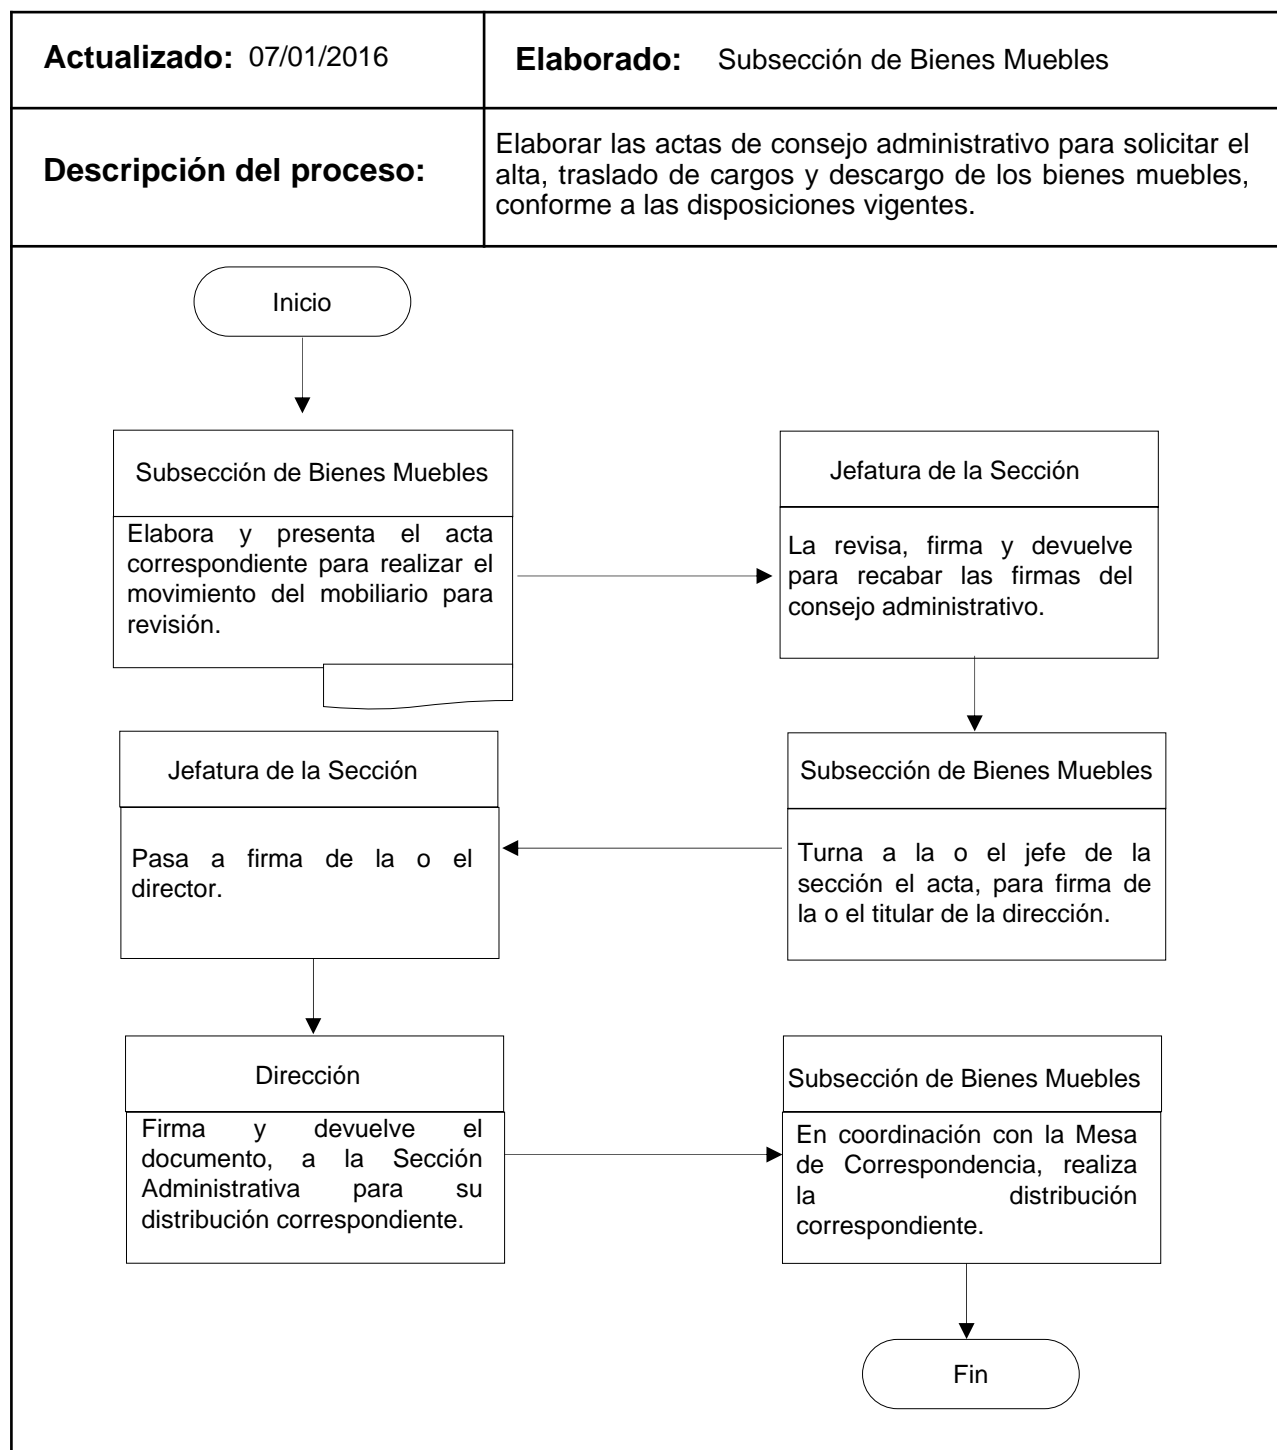 Actualizado: 07/01/2016
Elaborado: Subsección de Bienes Muebles
Descripción del proceso:
Elaborar las actas de consejo administrativo para solicitar el
alta, traslado de cargos y descargo de los bienes muebles,
conforme a las disposiciones vigentes.
Inicio
Subsección de Bienes Muebles
Elabora y presenta el acta
correspondiente para realizar el
movimiento del mobiliario para
revisión.
Jefatura de la Sección
La revisa, firma y devuelve
para recabar las firmas del
consejo administrativo.
Subsección de Bienes Muebles
Turna a la o el jefe de la
sección el acta, para firma de
la o el titular de la dirección.
Jefatura de la Sección
Pasa a firma de la o el
director.
Dirección
Firma y devuelve el
documento, a la Sección
Administrativa para su
distribución correspondiente.
Subsección de Bienes Muebles
En coordinación con la Mesa
de Correspondencia, realiza
la distribución
correspondiente.
Fin